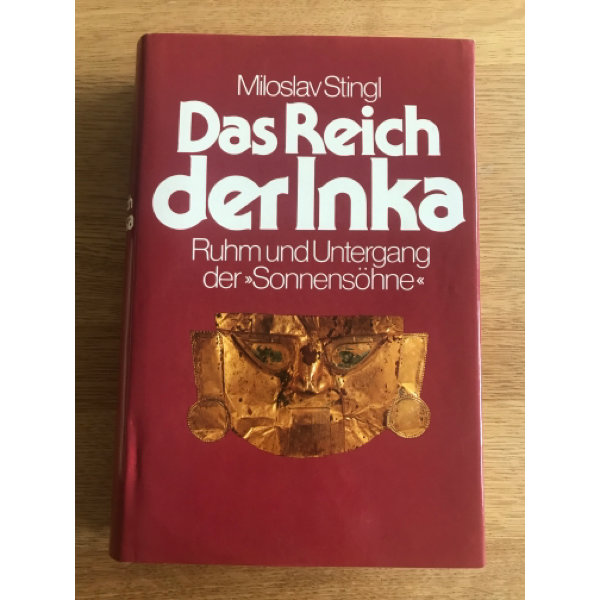 Miloslav Stingl
Das Reich
der Inka
Ruhm und Untergang
der »Sonnensöhne«